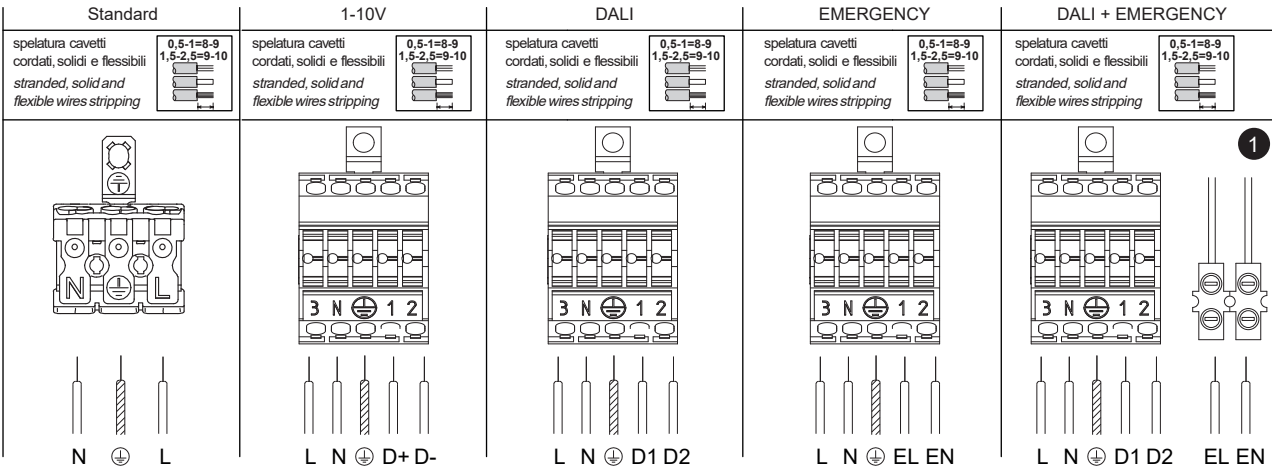 Standard
1-10V
DALI
EMERGENCY
DALI + EMERGENCY
spelatura cavetti
cordati, solidi e flessibili
stranded, solid and
flexible wires stripping
0,5-1=8-9
1,5-2,5=9-10
spelatura cavetti
cordati, solidi e flessibili
stranded, solid and
flexible wires stripping
0,5-1=8-9
1,5-2,5=9-10
spelatura cavetti
cordati, solidi e flessibili
stranded, solid and
flexible wires stripping
0,5-1=8-9
1,5-2,5=9-10
spelatura cavetti
cordati, solidi e flessibili
stranded, solid and
flexible wires stripping
0,5-1=8-9
1,5-2,5=9-10
spelatura cavetti
cordati, solidi e flessibili
stranded, solid and
flexible wires stripping
0,5-1=8-9
1,5-2,5=9-10
1
N L
3 N 1 2
3 N 1 2
3 N 1 2
3 N 1 2
N L
L N D+ D-
L N D1 D2
L N EL EN
L N D1 D2
EL EN